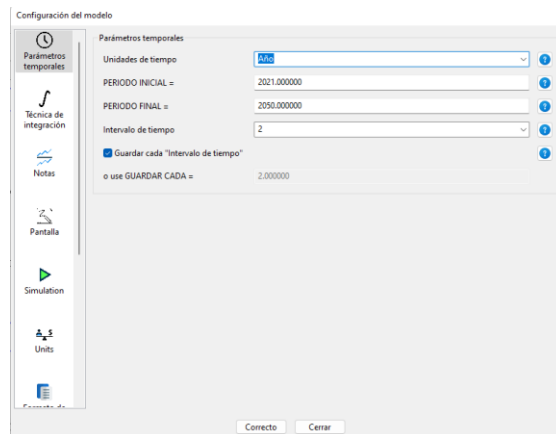 Configuración del modelo
Parámetros temporales
Técnica de integración
Notas
Pantalla
Simulation
Units
Parámetros temporales
Unidades de tiempo
Año
PERIODO INICIAL =
2021.000000
PERIODO FINAL =
2050.000000
Intervalo de tiempo
2
Guardar cada "Intervalo de tiempo"
o use GUARDAR CADA =
2.000000
Correcto
Cerrar